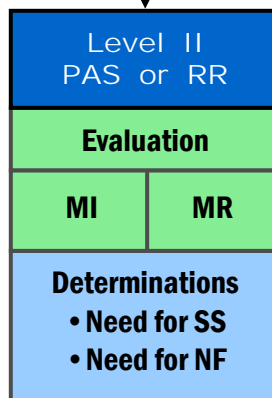 Level II
PAS or RR
Evaluation
MI MR
Determinations
• Need for SS
• Need for NF